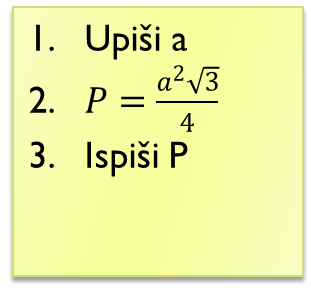 1. Upiši a
2. P = a²√3/4
3. Ispiši P